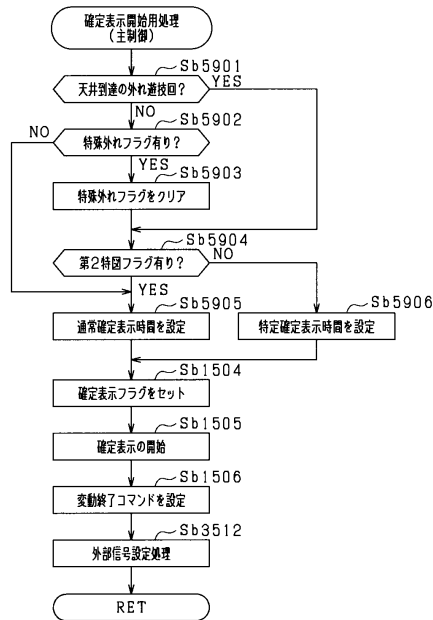 確定表示開始用処理
(主制御)
Sb5901
天井到達の外れ遊技回?
YES
NO
Sb5902
NO
特殊外れフラグ有り?
YES
Sb5903
特殊外れフラグをクリア
Sb5904
第2特図フラグ有り?
NO
YES
Sb5905
Sb5906
通常確定表示時間を設定
特定確定表示時間を設定
Sb1504
確定表示フラグをセット
Sb1505
確定表示の開始
Sb1506
変動終了コマンドを設定
Sb3512
外部信号設定処理
RET